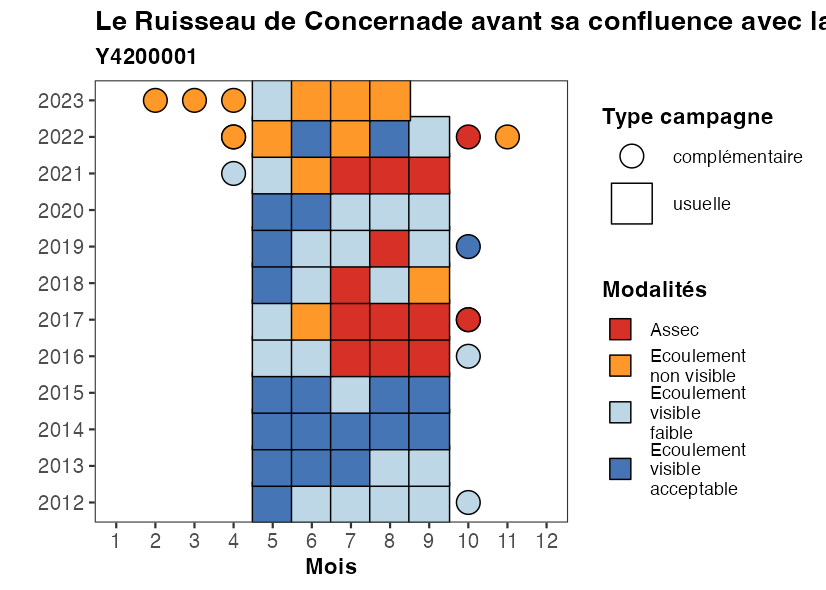 Le Ruisseau de Concernade avant sa confluence avec la
Y4200001
2023
2022
2021
2020
2019
2018
2017
2016
2015
2014
2013
2012
1 2 3 4 5 6 7 8 9 10 11 12
Mois
Type campagne
complémentaire
usuelle
Modalités
Assec
Ecoulement
non visible
Ecoulement
visible
faible
Ecoulement
visible
acceptable